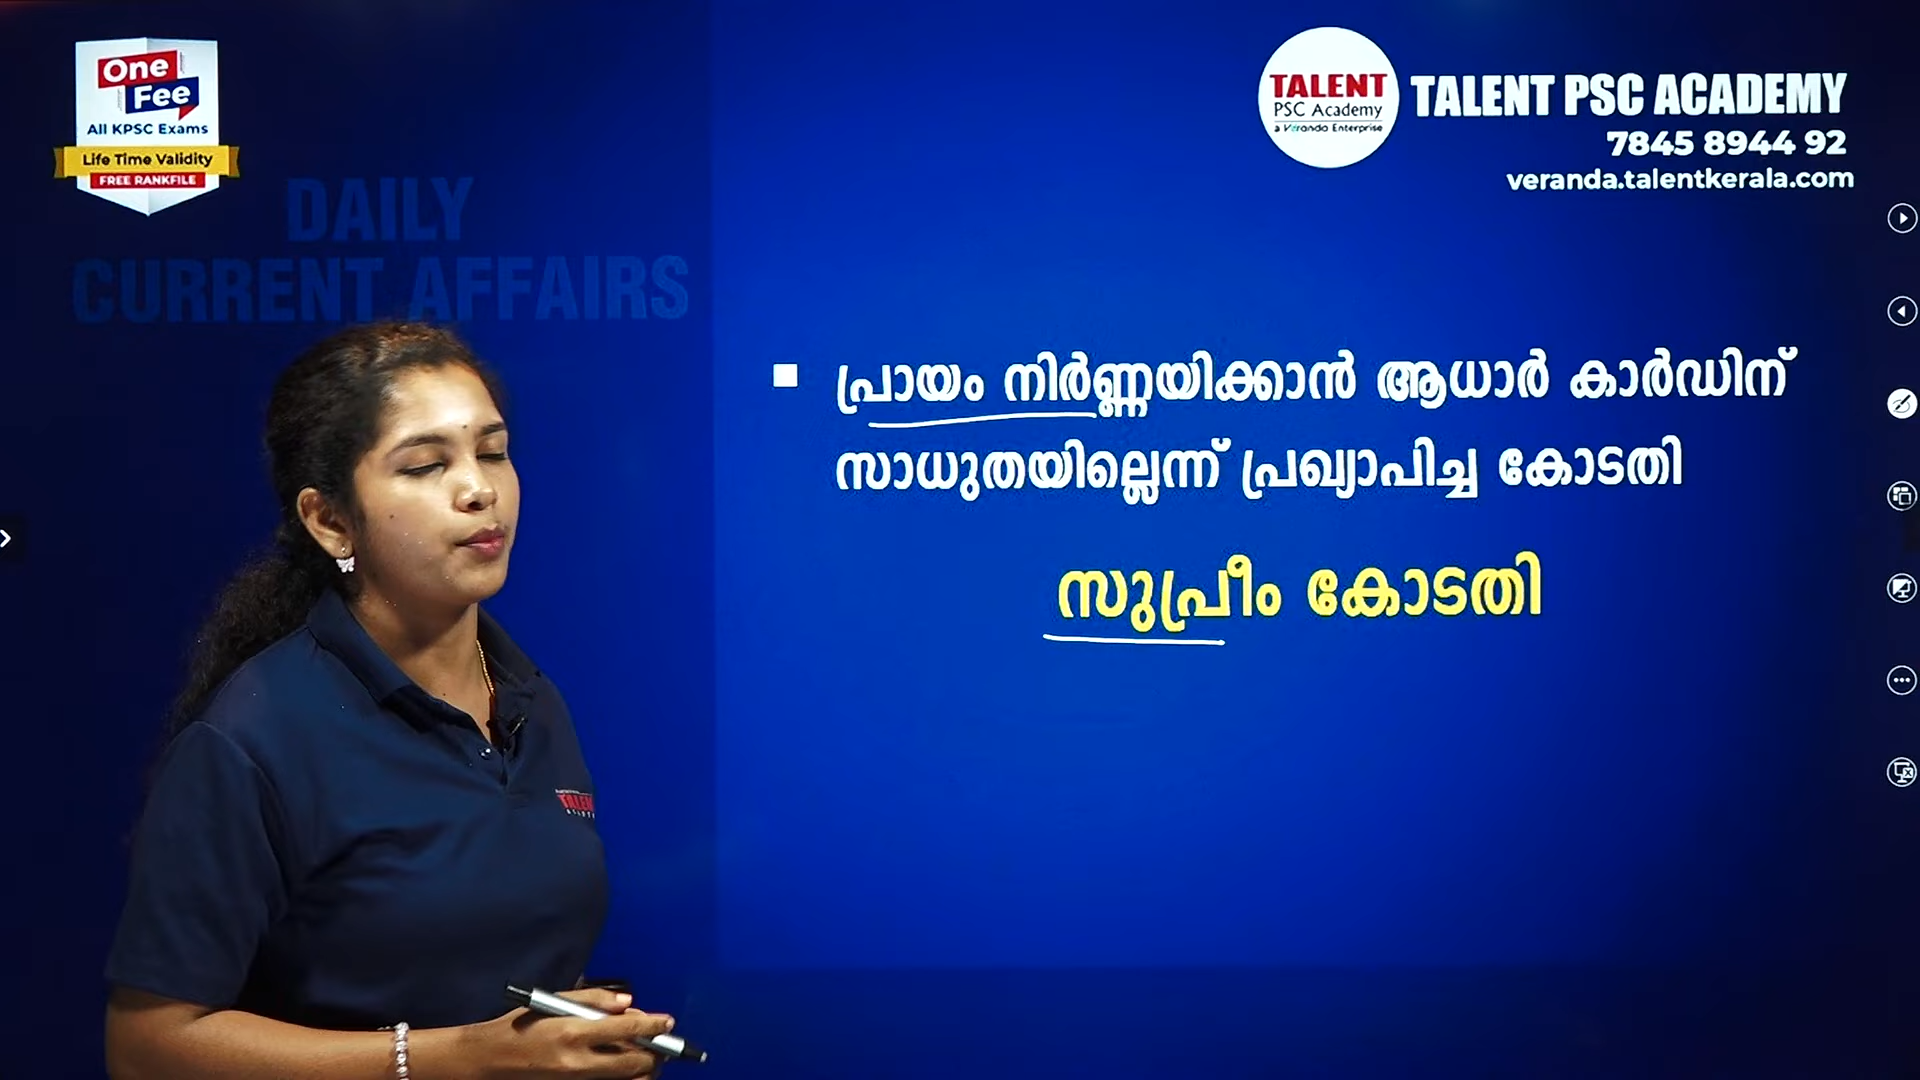 One
Fee
All KPSC Exams
Life Time Validity
FREE RANKFILE
TALENT
PSC Academy
a Veranda Enterprise
TALENT PSC ACADEMY
7845 8944 92
veranda.talentkerala.com
DAILY
CURRENT AFFAIRS
പ്രായം നിർണ്ണയിക്കാൻ ആധാർ കാർഡിന്
സാധുതയില്ലെന്ന് പ്രഖ്യാപിച്ച കോടതി
സുപ്രീം കോടതി